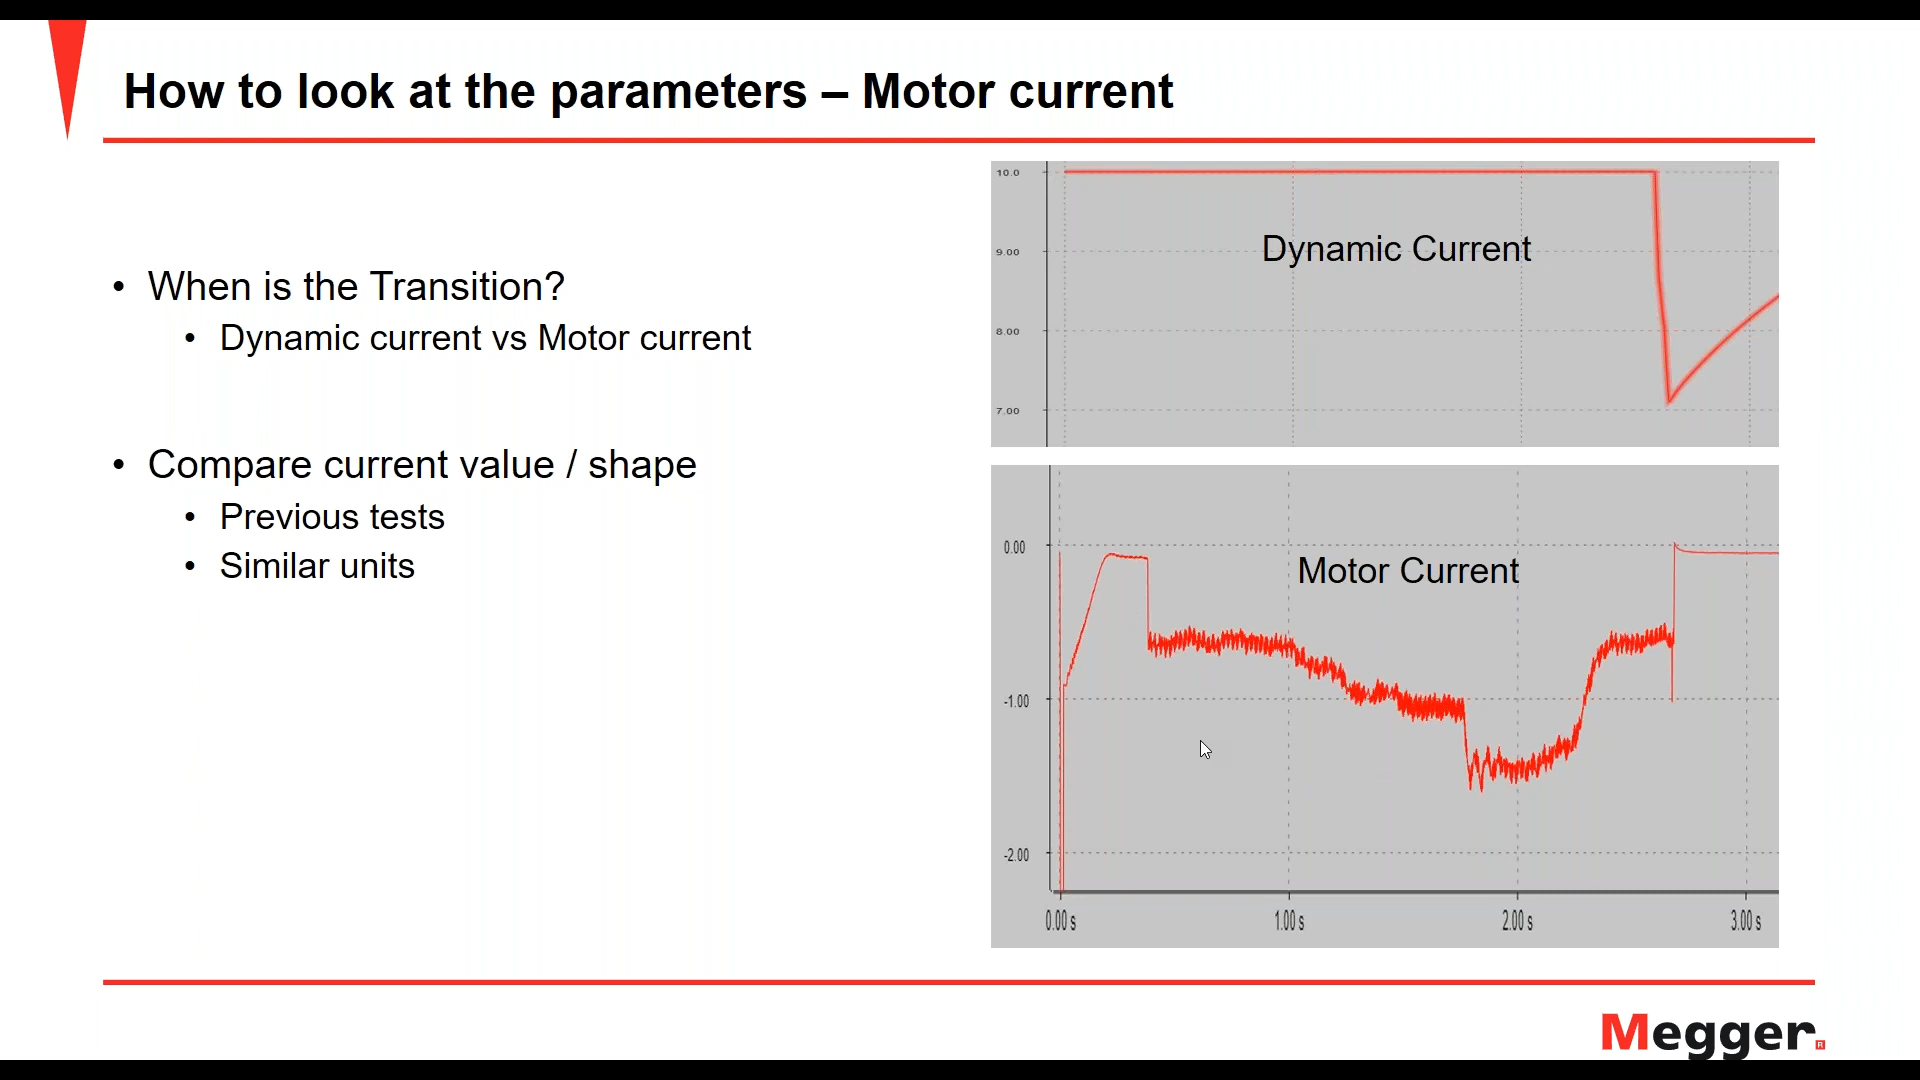 How to look at the parameters – Motor current
• When is the Transition?
• Dynamic current vs Motor current
• Compare current value / shape
• Previous tests
• Similar units
10.0
9.00
8.00
7.00
Dynamic Current
0.00
-1.00
-2.00
Motor Current
0.00 s
1.00 s
2.00 s
3.00 s
Megger.